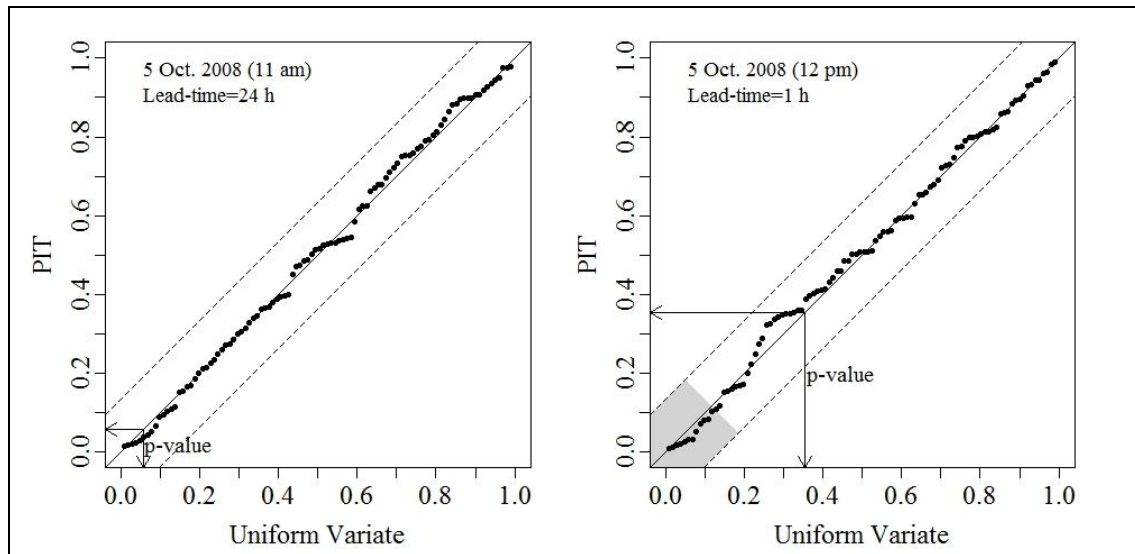 5 Oct. 2008 (11 am)
Lead-time=24 h
PIT
1.0
0.8
0.6
0.4
0.2
0.0
p-value
0.0 0.2 0.4 0.6 0.8 1.0
Uniform Variate
5 Oct. 2008 (12 pm)
Lead-time=1 h
PIT
1.0
0.8
0.6
0.4
0.2
0.0
p-value
0.0 0.2 0.4 0.6 0.8 1.0
Uniform Variate